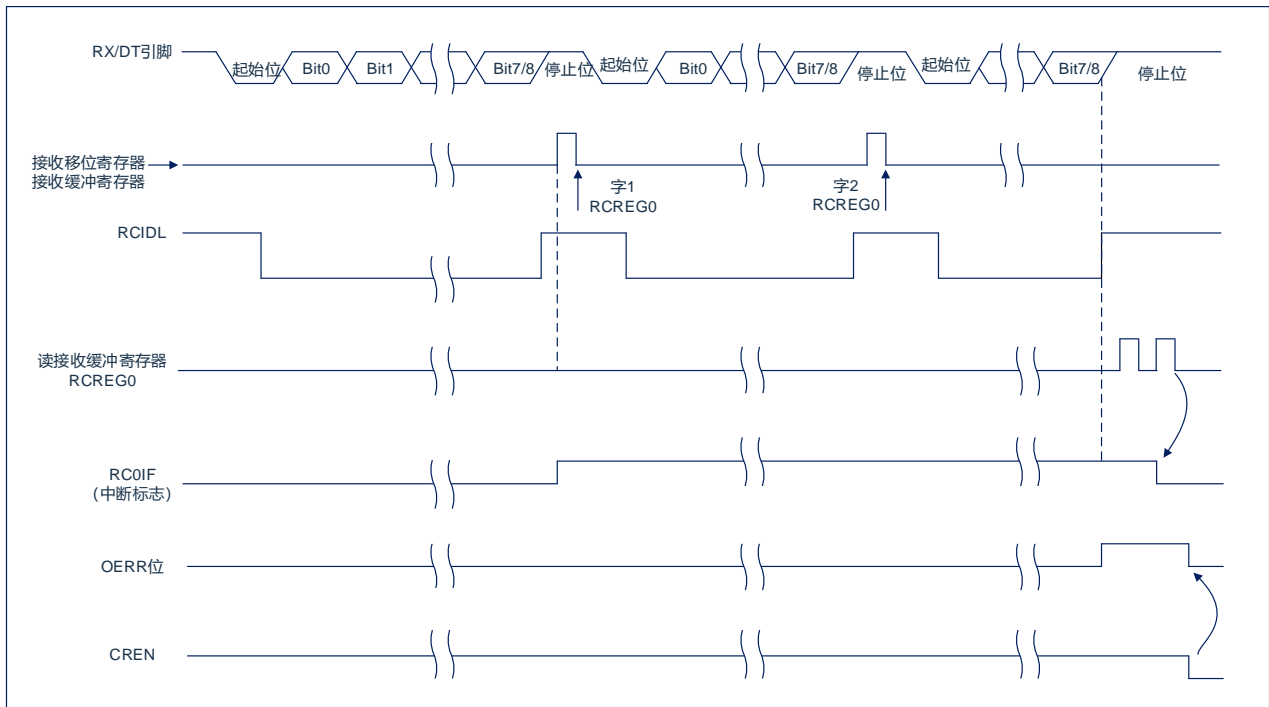 RX/DT引脚
起始位 Bit0 Bit1 Bit7/8 停止位 起始位 Bit0 Bit7/8 停止位 起始位 Bit7/8 停止位
接收移位寄存器
接收缓冲寄存器
字1
RCREG0
字2
RCREG0
RCIDL
读接收缓冲寄存器
RCREG0
RC0IF
(中断标志)
OERR位
CREN